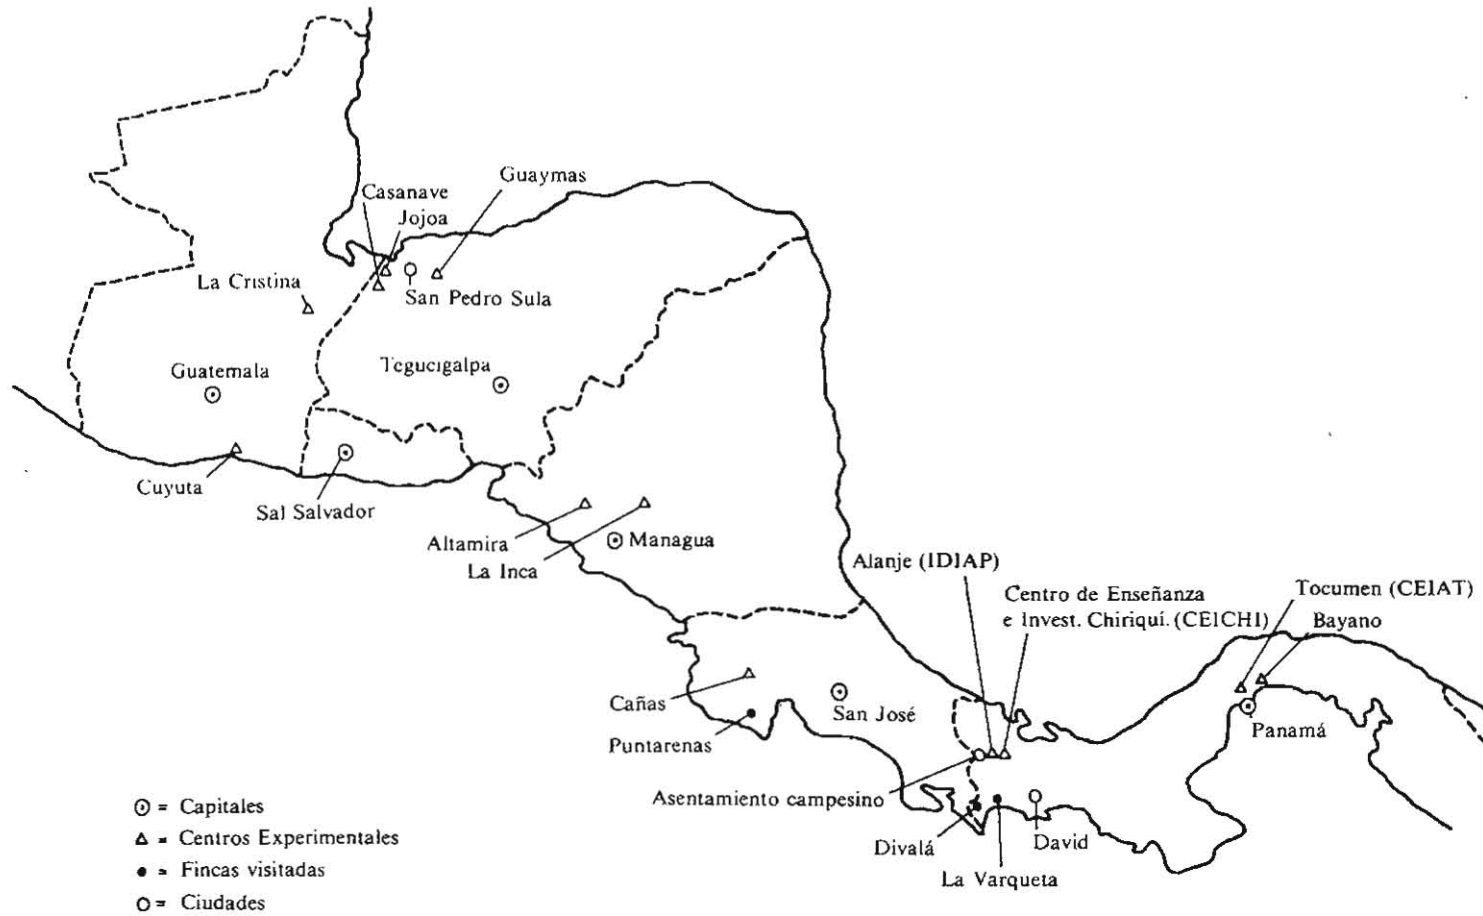 Guaymas
Casanave
Jojoa
La Cristina
San Pedro Sula
Guatemala
Tegucigalpa
Cuyuta
Sal Salvador
Altamira
La Inca
Managua
Alanje (IDIAP)
Centro de Enseñanza
e Invest. Chiriquí. (CEICHI)
Tocumen (CEIAT)
Bayano
Cañas
San José
Puntarenas
Panamá
Asentamiento campesino
Divalá
David
La Varqueta
= Capitales
= Centros Experimentales
= Fincas visitadas
= Ciudades